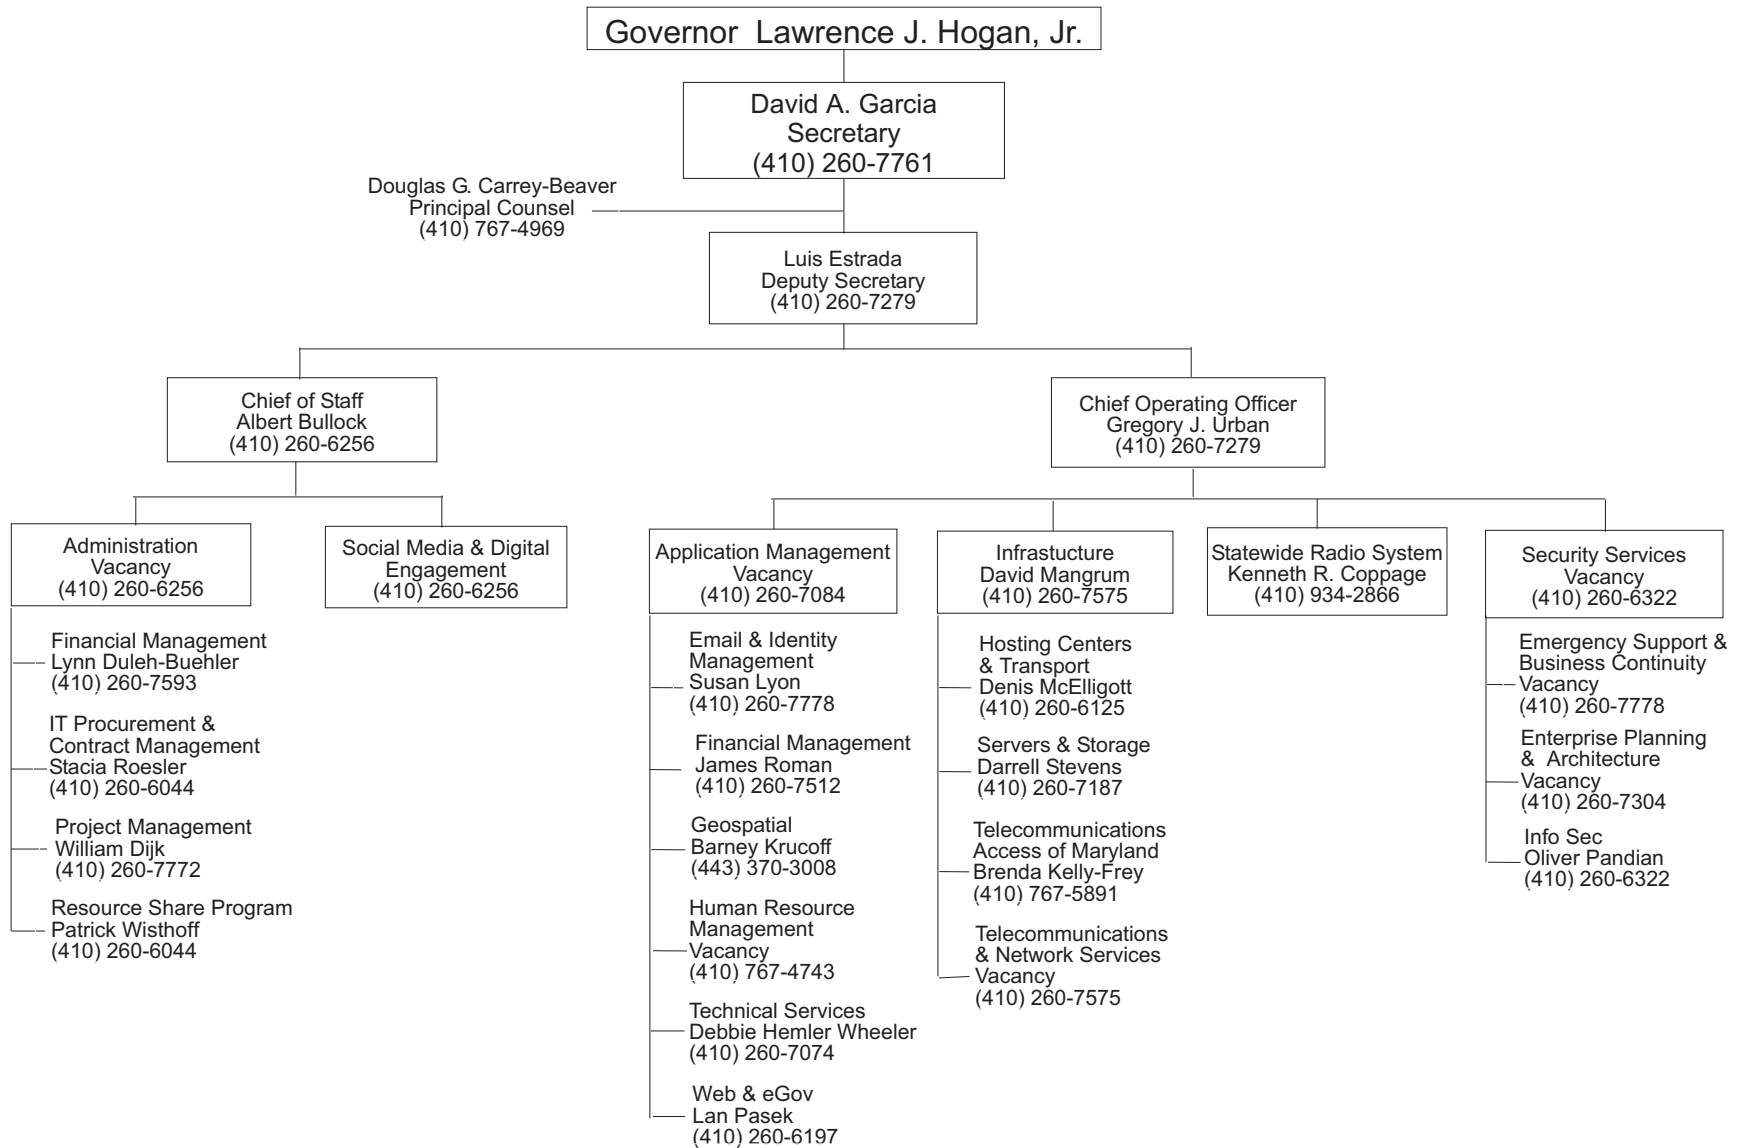 Governor Lawrence J. Hogan, Jr.
David A. Garcia
Secretary
(410) 260-7761
Douglas G. Carrey-Beaver
Principal Counsel
(410) 767-4969
Luis Estrada
Deputy Secretary
(410) 260-7279
Chief of Staff
Albert Bullock
(410) 260-6256
Chief Operating Officer
Gregory J. Urban
(410) 260-7279
Administration
Vacancy
(410) 260-6256
Financial Management
Lynn Duleh-Buehler
(410) 260-7593
IT Procurement &
Contract Management
Stacia Roesler
(410) 260-6044
Project Management
William Dijk
(410) 260-7772
Resource Share Program
Patrick Wisthoff
(410) 260-6044
Social Media & Digital
Engagement
(410) 260-6256
Application Management
Vacancy
(410) 260-7084
Email & Identity
Management
Susan Lyon
(410) 260-7778
Financial Management
James Roman
(410) 260-7512
Geospatial
Barney Krucoff
(443) 370-3008
Human Resource
Management
Vacancy
(410) 767-4743
Technical Services
Debbie Hemler Wheeler
(410) 260-7074
Web & eGov
Lan Pasek
(410) 260-6197
Infrastucture
David Mangrum
(410) 260-7575
Hosting Centers
& Transport
Denis McElligott
(410) 260-6125
Servers & Storage
Darrell Stevens
(410) 260-7187
Telecommunications
Access of Maryland
Brenda Kelly-Frey
(410) 767-5891
Telecommunications
& Network Services
Vacancy
(410) 260-7575
Statewide Radio System
Kenneth R. Coppage
(410) 934-2866
Security Services
Vacancy
(410) 260-6322
Emergency Support &
Business Continuity
Vacancy
(410) 260-7778
Enterprise Planning
& Architecture
Vacancy
(410) 260-7304
Info Sec
Oliver Pandian
(410) 260-6322